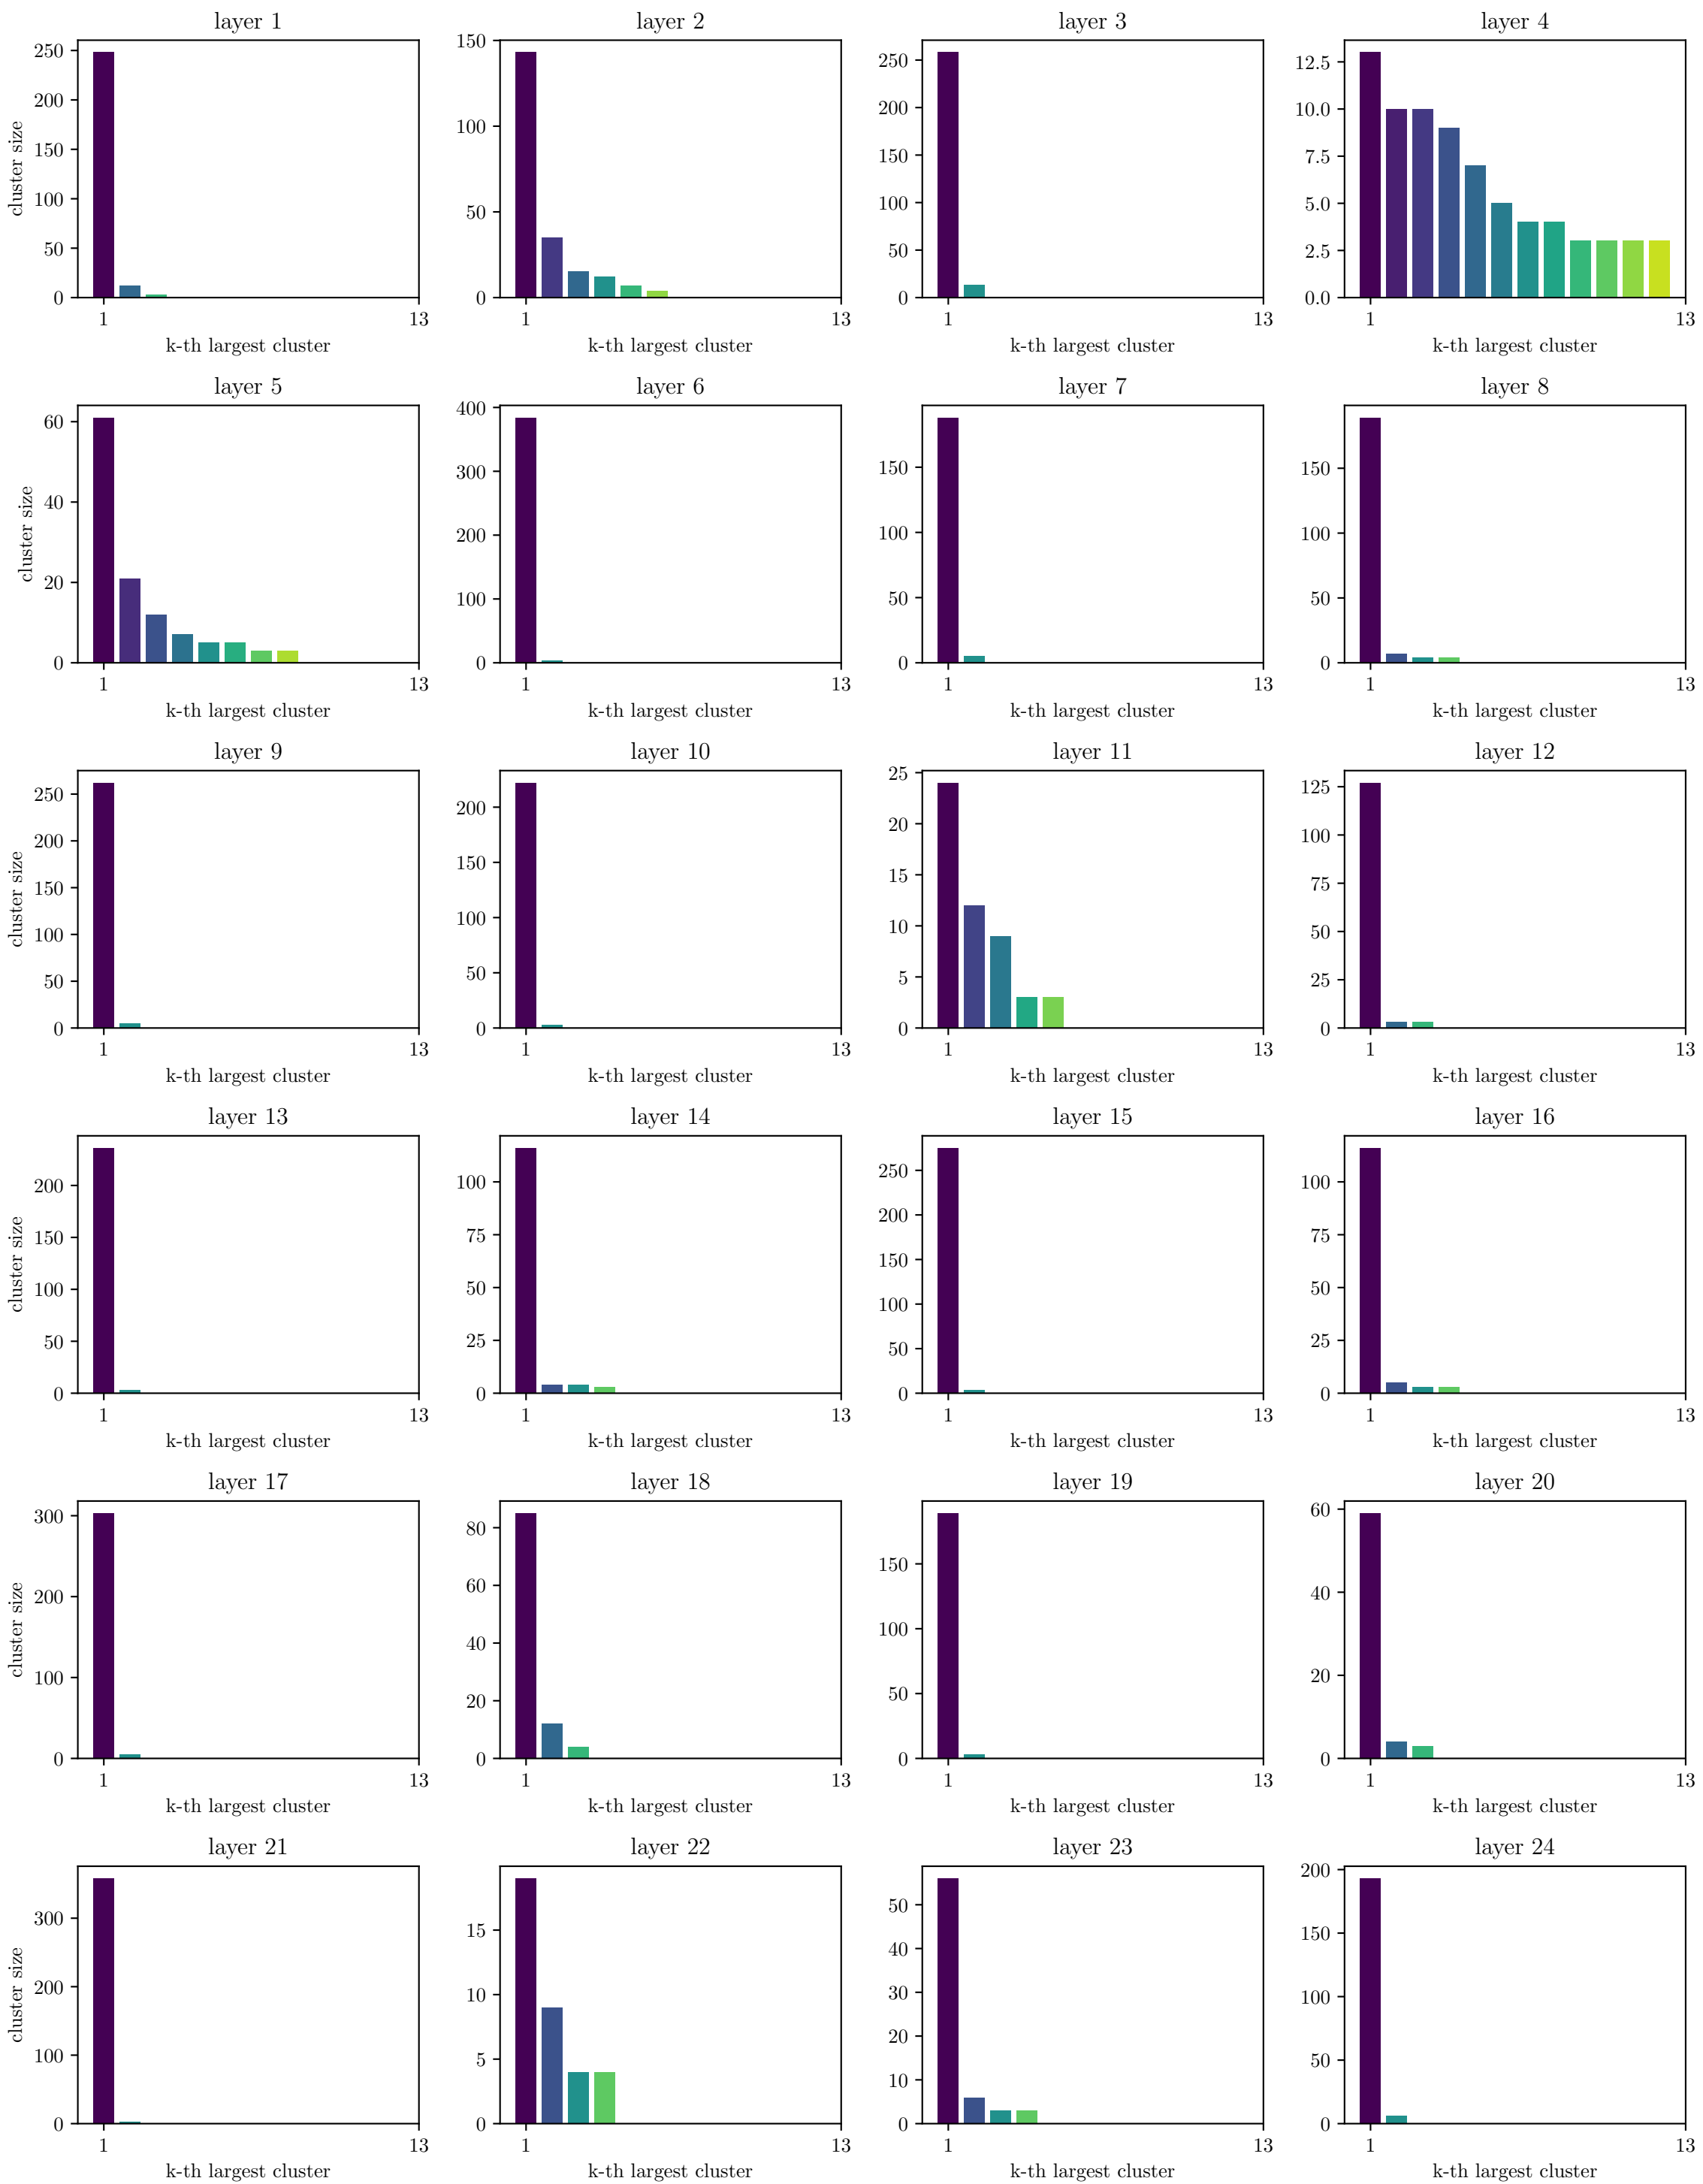 layer 1
250
200
150
100
50
0
cluster size
1 13
k-th largest cluster
layer 2
150
100
50
0
1 13
k-th largest cluster
layer 3
250
200
150
100
50
0
1 13
k-th largest cluster
layer 4
12.5
10.0
7.5
5.0
2.5
0.0
1 13
k-th largest cluster
layer 5
60
40
20
0
cluster size
1 13
k-th largest cluster
layer 6
400
300
200
100
0
1 13
k-th largest cluster
layer 7
150
100
50
0
1 13
k-th largest cluster
layer 8
150
100
50
0
1 13
k-th largest cluster
layer 9
250
200
150
100
50
0
cluster size
1 13
k-th largest cluster
layer 10
200
150
100
50
0
1 13
k-th largest cluster
layer 11
25
20
15
10
5
0
1 13
k-th largest cluster
layer 12
125
100
75
50
25
0
1 13
k-th largest cluster
layer 13
200
150
100
50
0
cluster size
1 13
k-th largest cluster
layer 14
100
75
50
25
0
1 13
k-th largest cluster
layer 15
250
200
150
100
50
0
1 13
k-th largest cluster
layer 16
100
75
50
25
0
1 13
k-th largest cluster
layer 17
300
200
100
0
cluster size
1 13
k-th largest cluster
layer 18
80
60
40
20
0
1 13
k-th largest cluster
layer 19
150
100
50
0
1 13
k-th largest cluster
layer 20
60
40
20
0
1 13
k-th largest cluster
layer 21
300
200
100
0
cluster size
1 13
k-th largest cluster
layer 22
15
10
5
0
1 13
k-th largest cluster
layer 23
50
40
30
20
10
0
1 13
k-th largest cluster
layer 24
200
150
100
50
0
1 13
k-th largest cluster